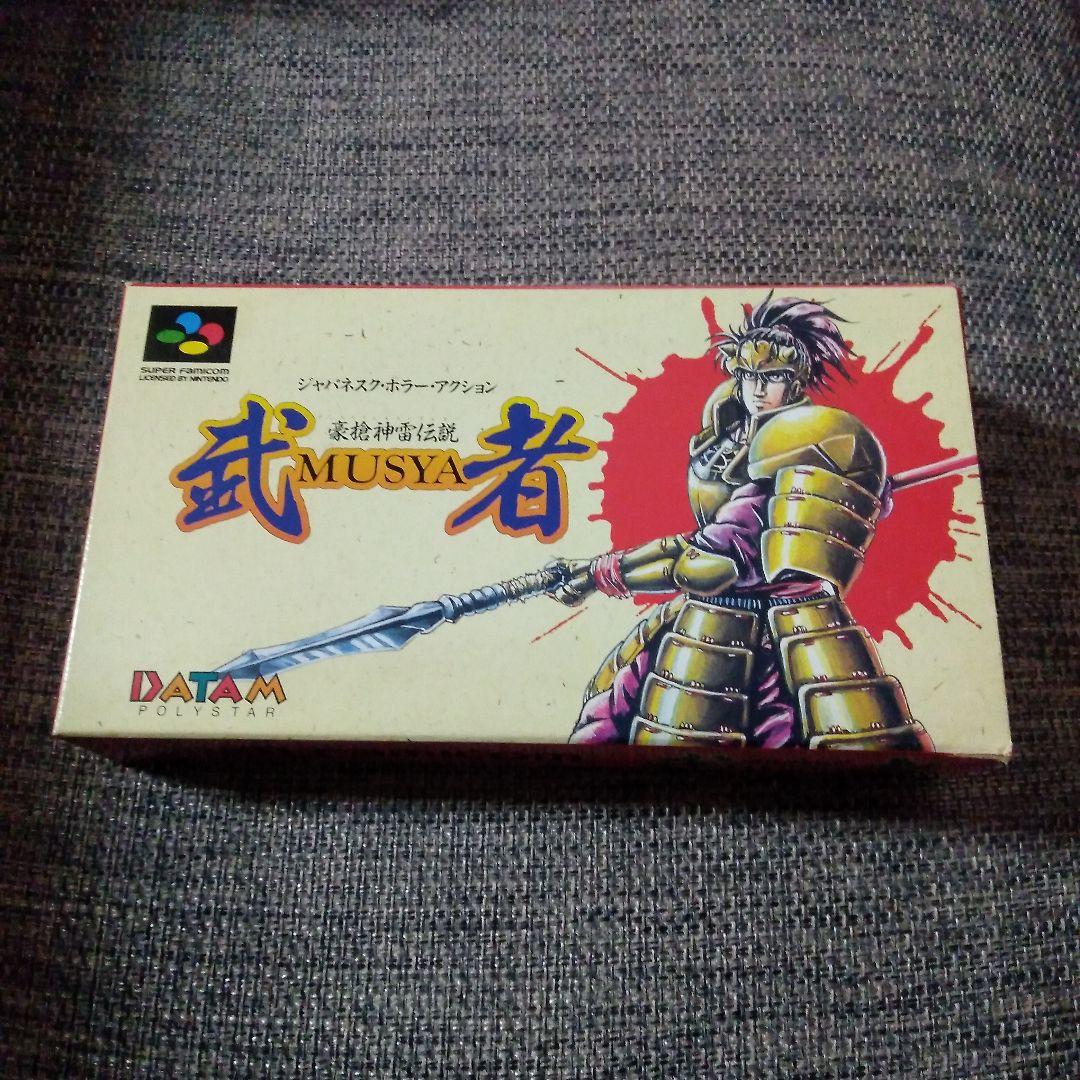 SUPER FAMICOM
LICENSED BY NINTENDO
ジャパネスク・ホラー・アクション
豪槍神雷伝説
武者
MUSYA
DATAM
POLYSTAR